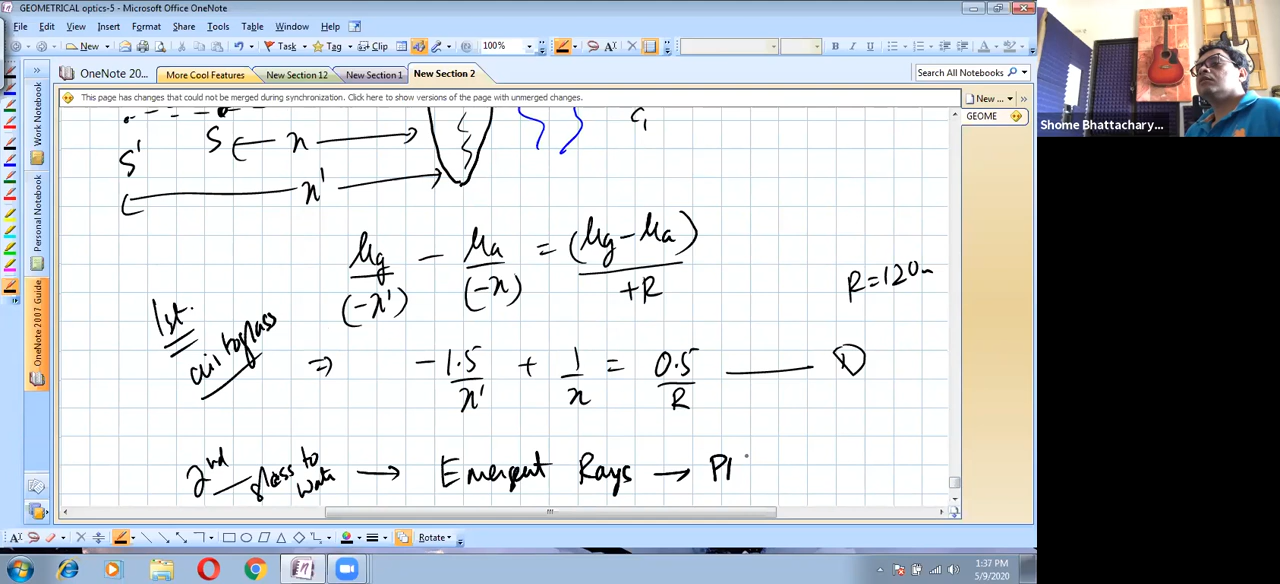 GEOMETRICAL optics-5 - Microsoft Office OneNote
File Edit View Insert Format Share Tools Table Window Help
New Task Tag Clip 100%
OneNote 20... More Cool Features New Section 12 New Section 1 New Section 2 Search All Notebooks
This page has changes that could not be merged during synchronization. Click here to show versions of the page with unmerged changes.
New ...
GEOME
Work Notebook
Personal Notebook
OneNote 2007 Guide
Shome Bhattachary...
S' S x
x'
μg/(-x') - μa/(-x) = (μg-μa)/+R
R=120
1st.
air to glass
⇒ -1.5/x' + 1/x = 0.5/R —— ①
2nd glass to wate → Emergent Rays → Pl
Rotate
1:37 PM
5/9/2020